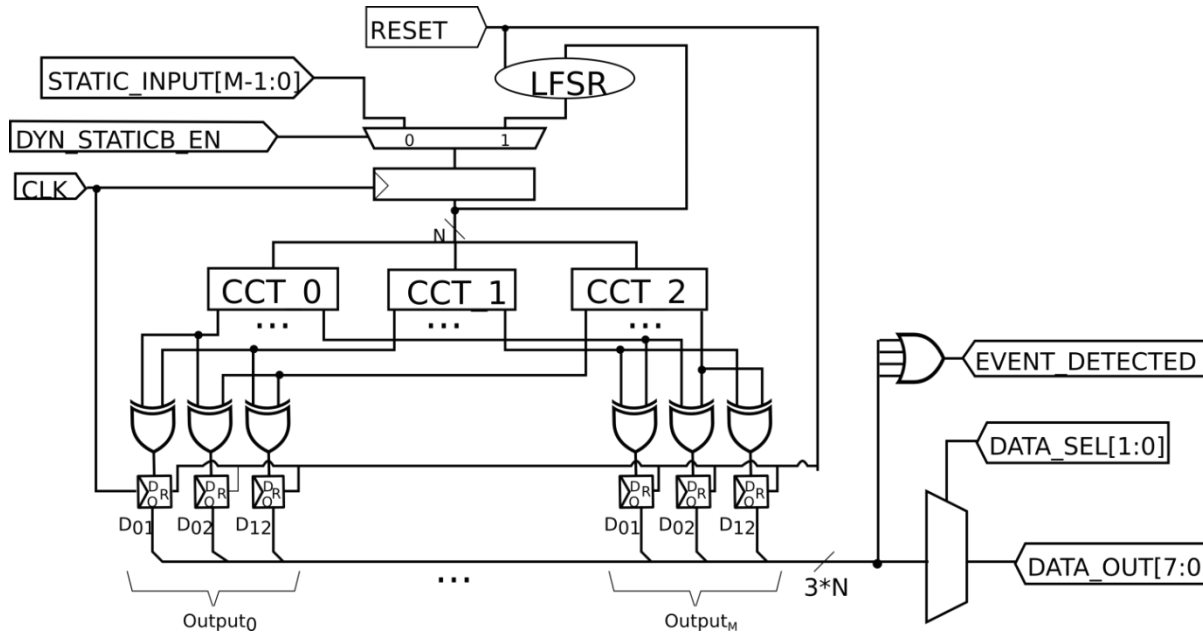 RESET
LFSR
STATIC_INPUT[M-1:0]
DYN_STATICB_EN
0 1
CLK
N
CCT_0 CCT_1 CCT_2
... ... ...
EVENT_DETECTED
DATA_SEL[1:0]
D R D R D R D R D R D R
Q Q Q Q Q Q
D01 D02 D12 D01 D02 D12
DATA_OUT[7:0
3*N
...
Output0 OutputM